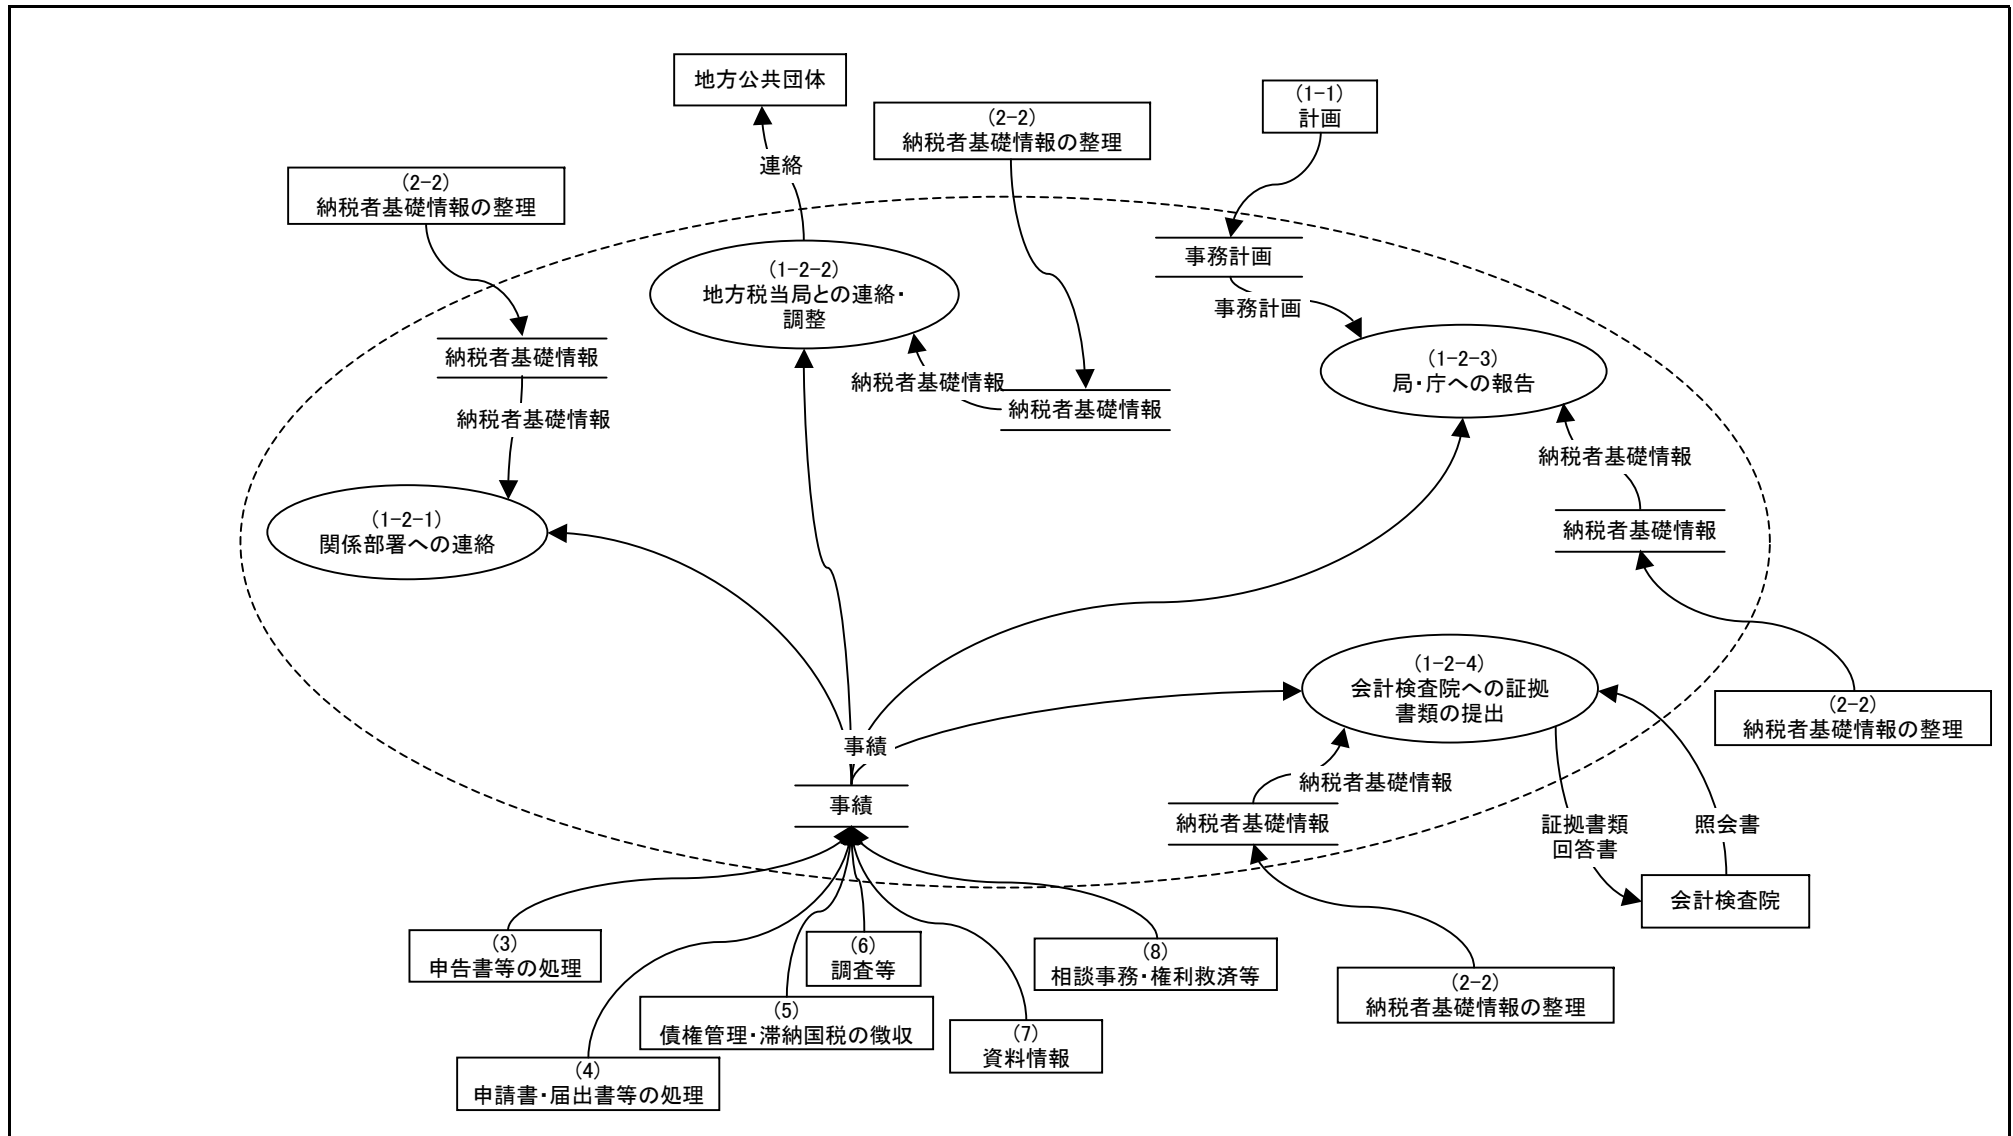 地方公共団体
(1-1)
計画
(2-2)
納税者基礎情報の整理
連絡
(2-2)
納税者基礎情報の整理
事務計画
(1-2-2)
地方税当局との連絡・
調整
事務計画
納税者基礎情報
(1-2-3)
局・庁への報告
納税者基礎情報
納税者基礎情報
納税者基礎情報
納税者基礎情報
(1-2-1)
関係部署への連絡
納税者基礎情報
(1-2-4)
会計検査院への証拠
書類の提出
(2-2)
納税者基礎情報の整理
事績
納税者基礎情報
事績
納税者基礎情報
証拠書類
回答書
照会書
会計検査院
(3)
申告書等の処理
(6)
調査等
(8)
相談事務・権利救済等
(2-2)
納税者基礎情報の整理
(5)
債権管理・滞納国税の徴収
(7)
資料情報
(4)
申請書・届出書等の処理